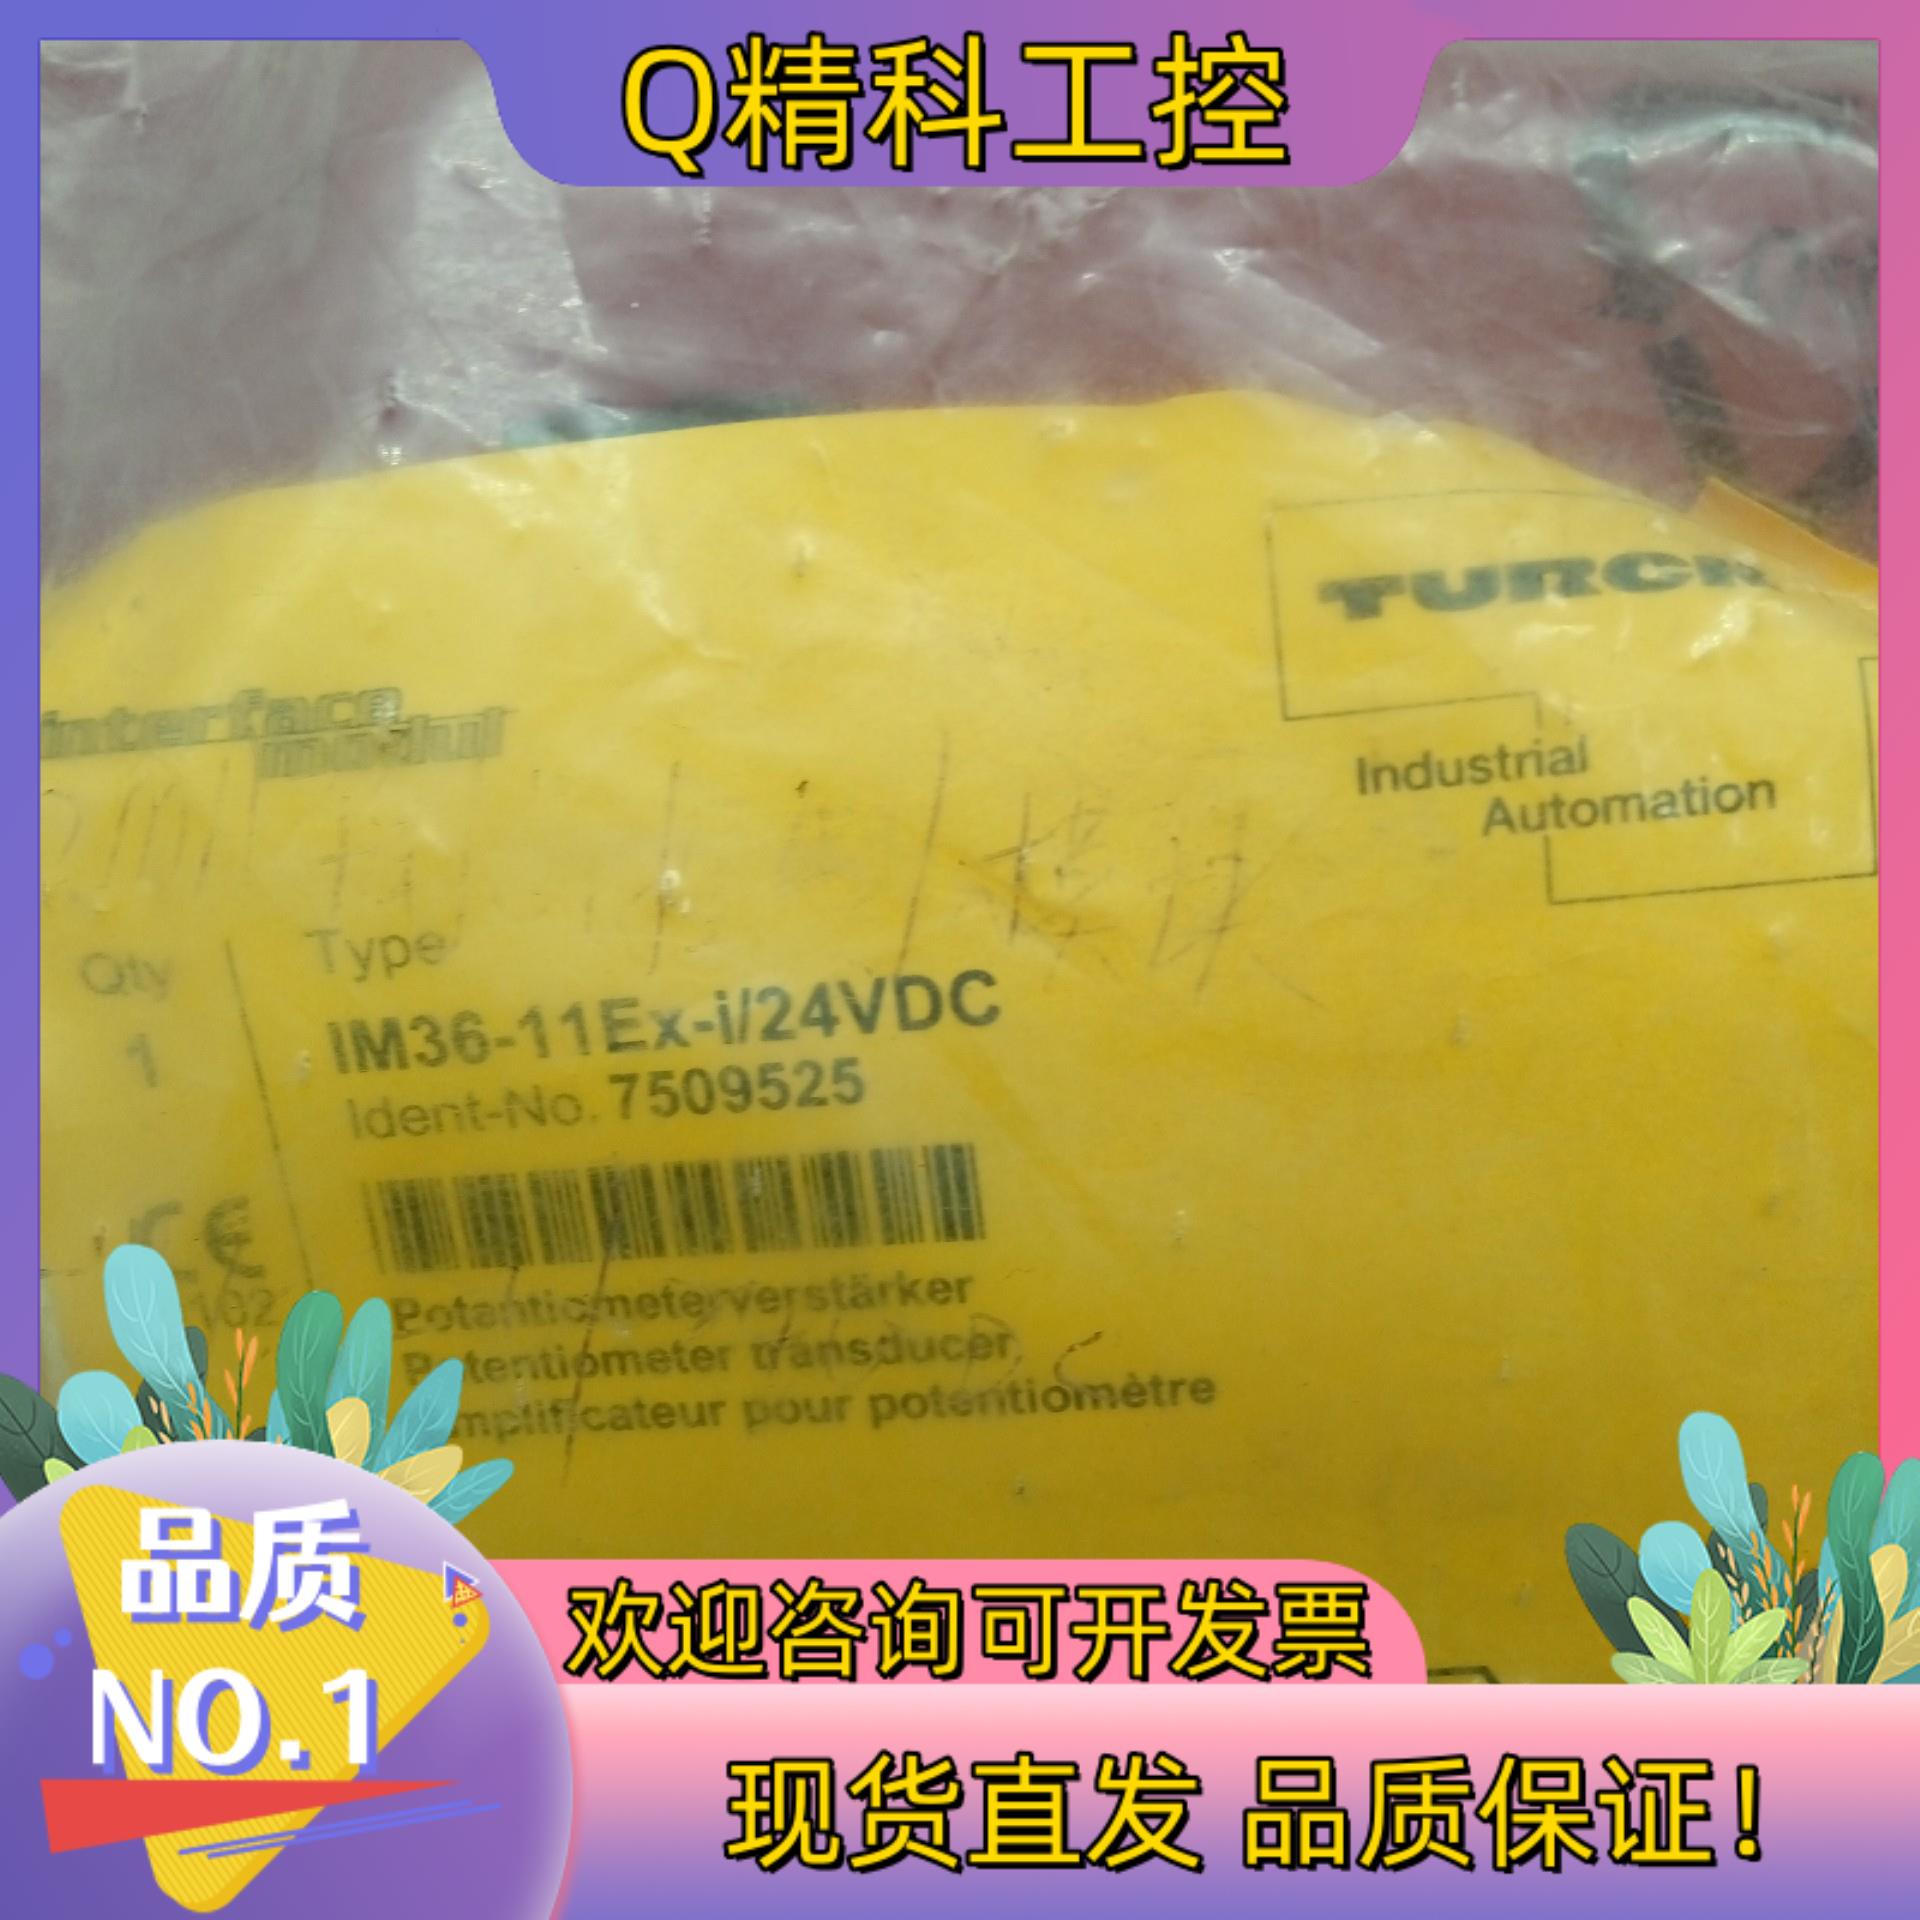 Q精科工控
TURCK
interface
modul
Industrial
Automation
Qty
Type
1
IM36-11Ex-i/24VDC
Ident-No. 7509525
CE
102
Potentiometerverstärker
Potentiometer transducer
mplificateur pour potentiomètre
品质
NO.1
欢迎咨询可开发票
现货直发 品质保证!